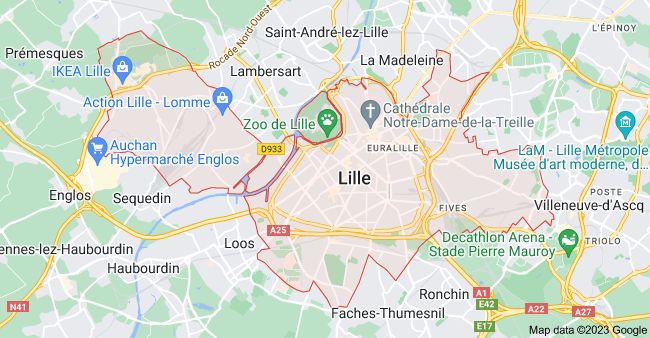 Saint-André-lez-Lille
L'ÉPINOY
Prémesques
Rocade Nord-Ouest
La Madeleine
IKEA Lille
Lambersart
Action Lille - Lomme
Cathédrale
Notre-Dame-de-la-Treille
Zoo de Lille
LaM - Lille Métropole
Musée d'art moderne, d...
Auchan
Hypermarché Englos
D933
EURALILLE
Lille
POSTE
Englos
Sequedin
FIVES
Villeneuve-d'Ascq
A25
Decathlon Arena -
Stade Pierre Mauroy
TRIOLO
Loos
ennes-lez-Haubourdin
Haubourdin
Ronchin
A1
E42
A22
A27
N41
Faches-Thumesnil
E17
Map data ©2023 Google